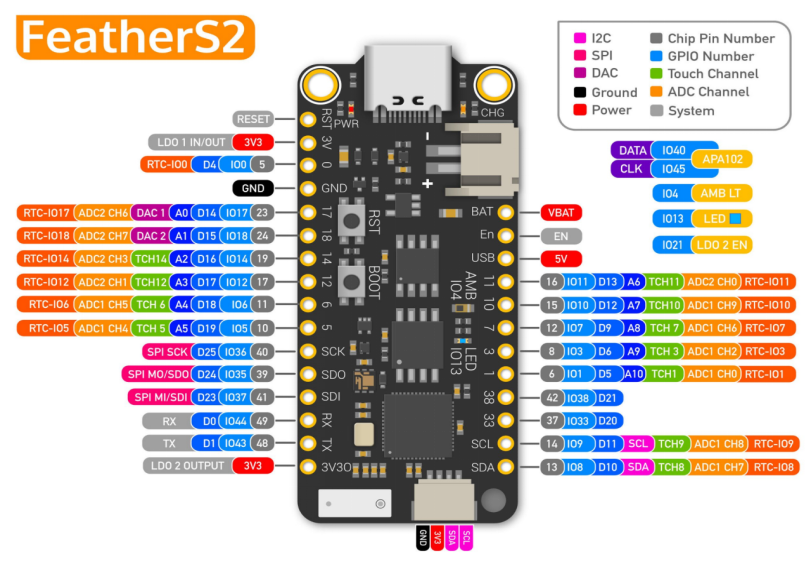 FeatherS2
I2C
SPI
DAC
Ground
Power
Chip Pin Number
GPIO Number
Touch Channel
ADC Channel
System
DATA IO40
CLK IO45
APA102
IO4 AMB LT
IO13 LED
IO21 LDO 2 EN
RESET
LDO 1 IN/OUT 3V3
RTC-IO0 D4 IO0 5
GND
RTC-IO17 ADC2 CH6 DAC 1 A0 D14 IO17 23
RTC-IO18 ADC2 CH7 DAC 2 A1 D15 IO18 24
RTC-IO14 ADC2 CH3 TCH14 A2 D16 IO14 19
RTC-IO12 ADC2 CH1 TCH12 A3 D17 IO12 17
RTC-IO6 ADC1 CH5 TCH 6 A4 D18 IO6 11
RTC-IO5 ADC1 CH4 TCH 5 A5 D19 IO5 10
SPI SCK D25 IO36 40
SPI MO/SDO D24 IO35 39
SPI MI/SDI D23 IO37 41
RX D0 IO44 49
TX D1 IO43 48
LDO 2 OUTPUT 3V3
RST
3V
0
GND
17
18
14
12
6
5
SCK
SDO
SDI
RX
TX
3V3O
PWR
CHG
-
+
RST
BOOT
AMB
IO4
LED
IO13
BAT
En
USB
11
10
7
3
1
38
33
SCL
SDA
VBAT
EN
5V
16 IO11 D13 A6 TCH11 ADC2 CH0 RTC-IO11
15 IO10 D12 A7 TCH10 ADC1 CH9 RTC-IO10
12 IO7 D9 A8 TCH 7 ADC1 CH6 RTC-IO7
8 IO3 D6 A9 TCH 3 ADC1 CH2 RTC-IO3
6 IO1 D5 A10 TCH1 ADC1 CH0 RTC-IO1
42 IO38 D21
37 IO33 D20
14 IO9 D11 SCL TCH9 ADC1 CH8 RTC-IO9
13 IO8 D10 SDA TCH8 ADC1 CH7 RTC-IO8
GND
3V3
SDA
SCL